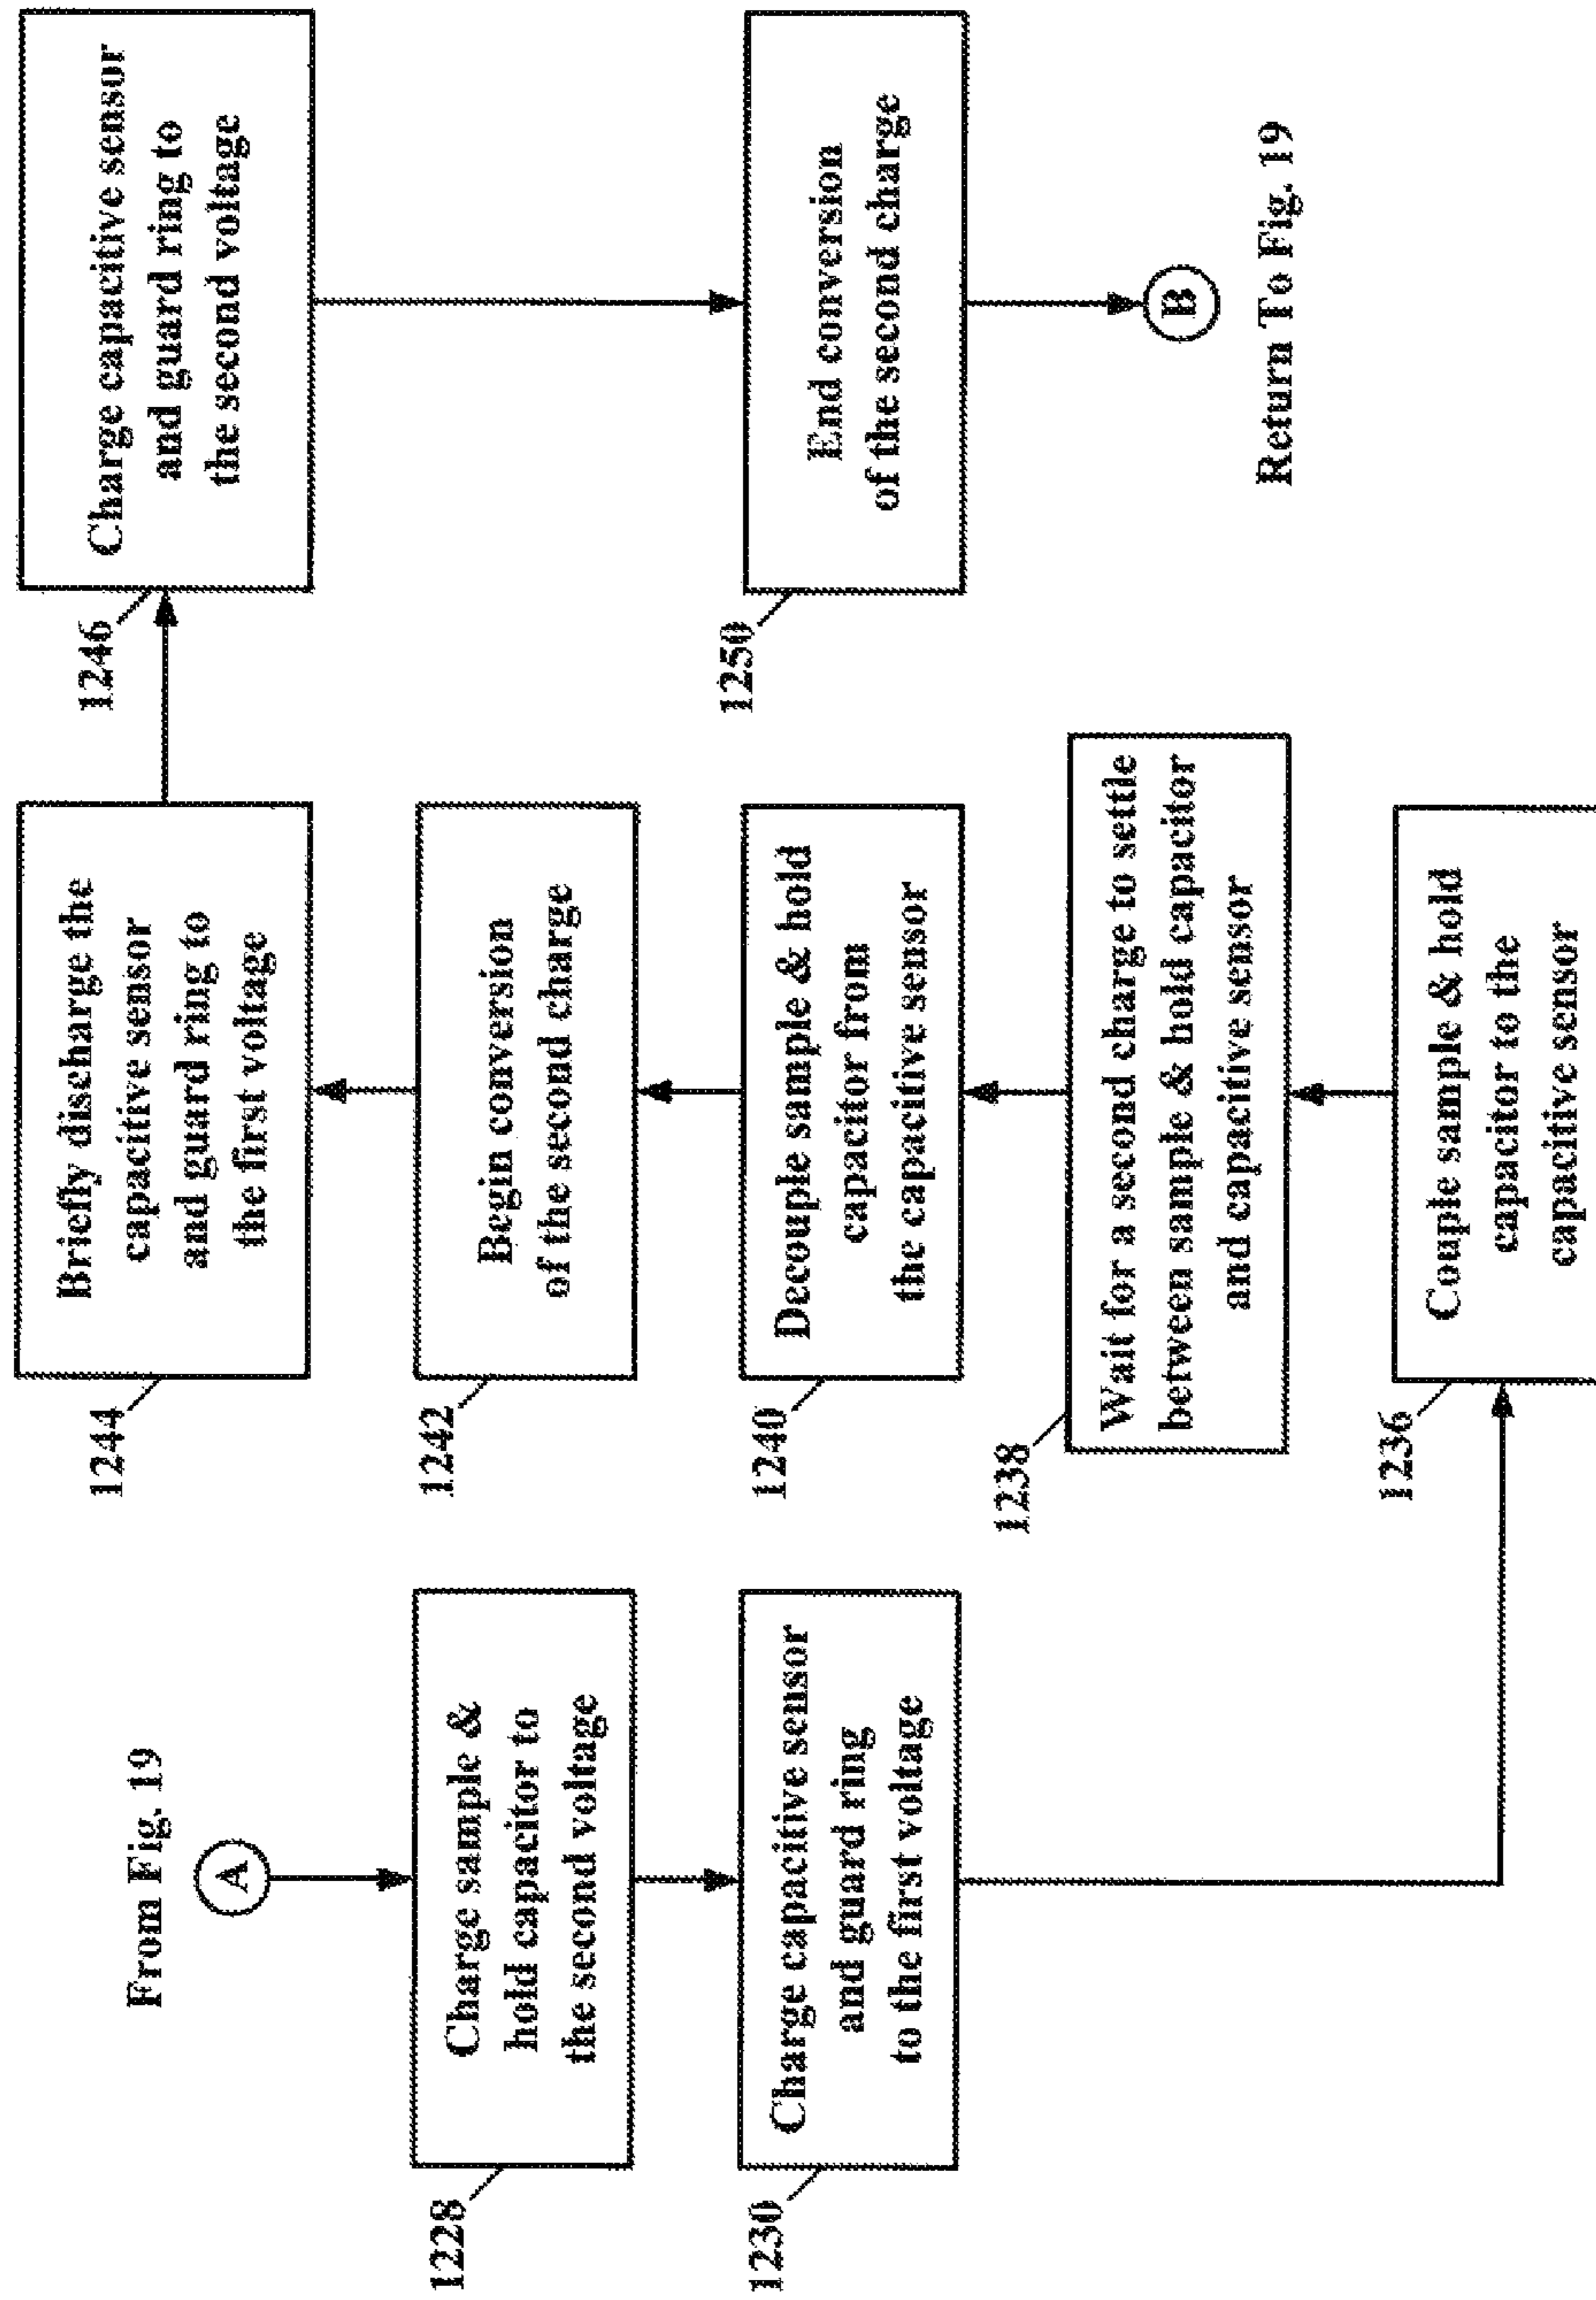 From Fig. 19
A
1228
Charge sample &
hold capacitor to
the second voltage
1230
Charge capacitive sensor
and guard ring
to the first voltage
1236
Couple sample & hold
capacitor to the
capacitive sensor
1238
Wait for a second charge to settle
between sample & hold capacitor
and capacitive sensor
1240
Decouple sample & hold
capacitor from
the capacitive sensor
1242
Begin conversion
of the second charge
1244
Briefly discharge the
capacitive sensor
and guard ring to
the first voltage
1246
Charge capacitive sensor
and guard ring to
the second voltage
1250
End conversion
of the second charge
B
Return To Fig. 19